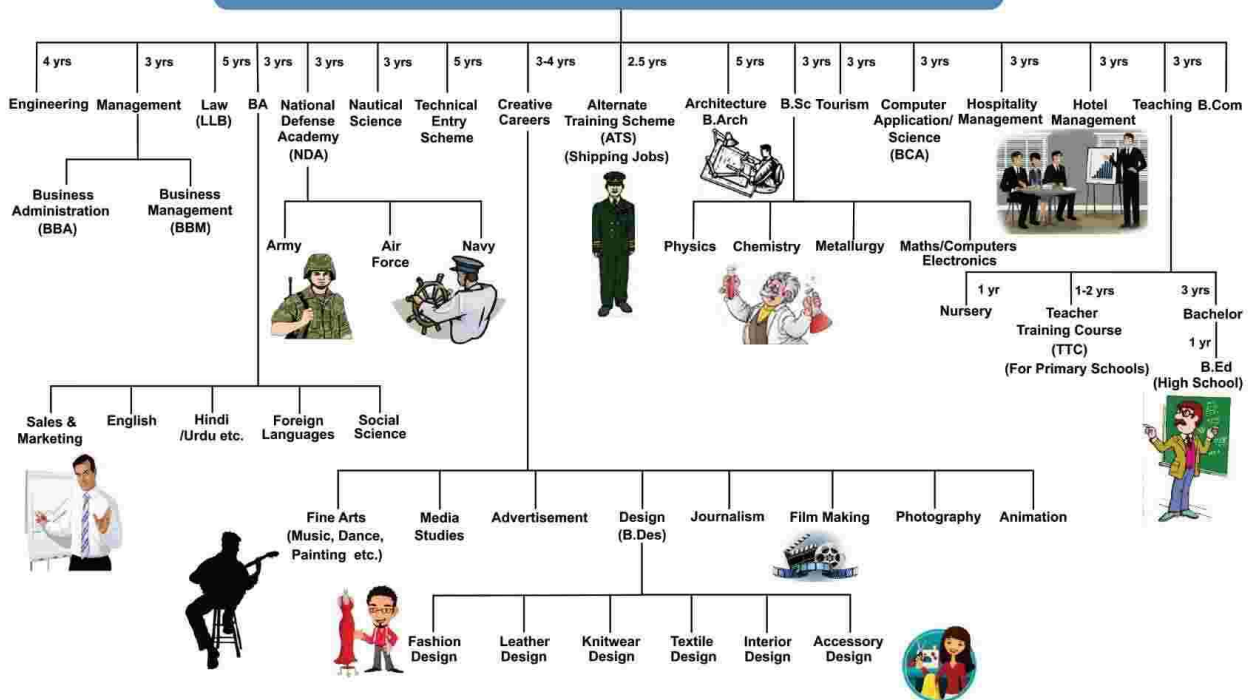 4 yrs 3 yrs 5 yrs 3 yrs 3 yrs 3 yrs 5 yrs 3-4 yrs 2.5 yrs 5 yrs 3 yrs 3 yrs 3 yrs 3 yrs 3 yrs 3 yrs
Engineering
Management
Law
(LLB)
BA
National
Defense
Academy
(NDA)
Nautical
Science
Technical
Entry
Scheme
Creative
Careers
Alternate
Training Scheme
(ATS)
(Shipping Jobs)
Architecture
B.Arch
B.Sc
Tourism
Computer
Application/
Science
(BCA)
Hospitality
Management
Hotel
Management
Teaching
B.Com
Business
Administration
(BBA)
Business
Management
(BBM)
Army
Air
Force
Navy
Physics
Chemistry
Metallurgy
Maths/Computers
Electronics
1 yr
Nursery
1-2 yrs
Teacher
Training Course
(TTC)
(For Primary Schools)
3 yrs
Bachelor
1 yr
B.Ed
(High School)
Sales &
Marketing
English
Hindi
/Urdu etc.
Foreign
Languages
Social
Science
Fine Arts
(Music, Dance,
Painting etc.)
Media
Studies
Advertisement
Design
(B.Des)
Journalism
Film Making
Photography
Animation
Fashion
Design
Leather
Design
Knitwear
Design
Textile
Design
Interior
Design
Accessory
Design